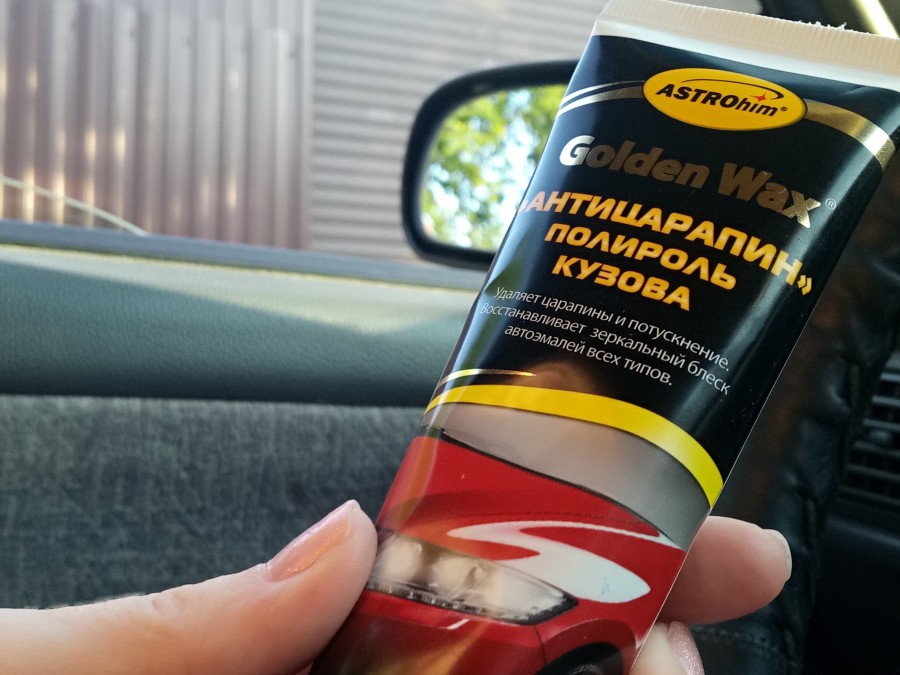 ASTROhim®
Golden Wax®
«АНТИЦАРАПИН»
ПОЛИРОЛЬ
КУЗОВА
Удаляет царапины и потускнение.
Восстанавливает зеркальный блеск
автоэмалей всех типов.